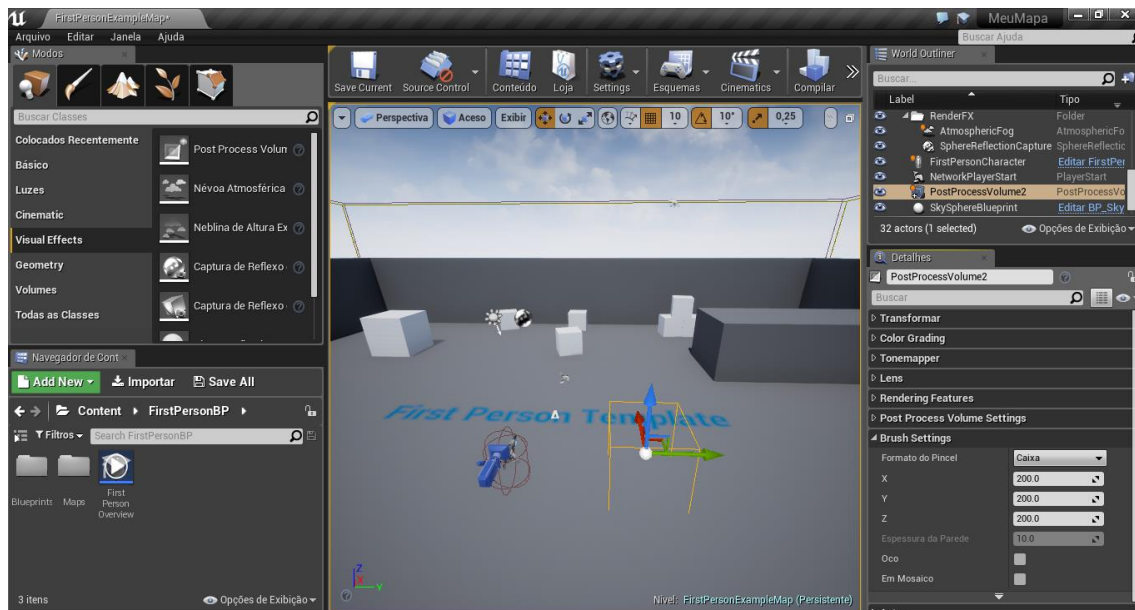 FirstPersonExampleMap*
MeuMapa
Arquivo Editar Janela Ajuda
Buscar Ajuda
Modos
Buscar Classes
Colocados Recentemente
Básico
Luzes
Cinematic
Visual Effects
Geometry
Volumes
Todas as Classes
Post Process Volun
Névoa Atmosférica
Neblina de Altura Ex
Captura de Reflexo
Captura de Reflexo
Save Current Source Control Conteúdo Loja Settings Esquemas Cinematics Compilar
Perspectiva Aceso Exibir 10 10° 0,25
First Person Template
Nível: FirstPersonExampleMap (Persistente)
Z
X
Y
Navegador de Cont
Add New Importar Save All
Content FirstPersonBP
Filtros Search FirstPersonBP
Blueprints Maps First Person Overview
3 itens Opções de Exibição
World Outliner
Buscar...
Label Tipo
RenderFX Folder
AtmosphericFog AtmosphericFo
SphereReflectionCapture SphereReflectic
FirstPersonCharacter Editar FirstPer
NetworkPlayerStart PlayerStart
PostProcessVolume2 PostProcessVo
SkySphereBlueprint Editar BP_Sky
32 actors (1 selected) Opções de Exibição
Detalhes
PostProcessVolume2
Buscar
Transformar
Color Grading
Tonemapper
Lens
Rendering Features
Post Process Volume Settings
Brush Settings
Formato do Pincel Caixa
X 200.0
Y 200.0
Z 200.0
Espessura da Parede 10.0
Oco
Em Mosaico